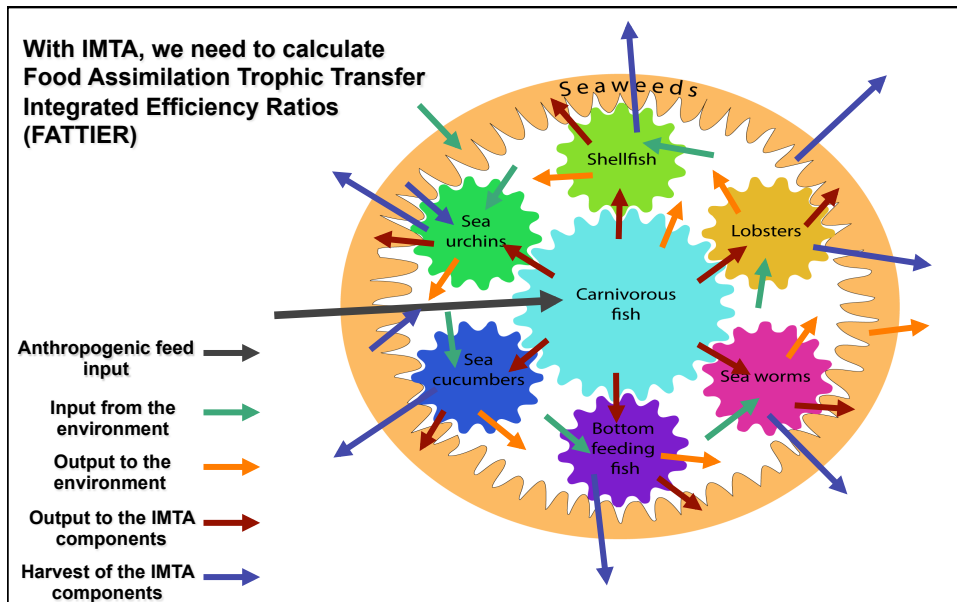 With IMTA, we need to calculate
Food Assimilation Trophic Transfer
Integrated Efficiency Ratios
(FATTIER)
Seaweeds
Shellfish
Sea
urchins
Lobsters
Carnivorous
fish
Sea
cucumbers
Sea worms
Bottom
feeding
fish
Anthropogenic feed
input
Input from the
environment
Output to the
environment
Output to the IMTA
components
Harvest of the IMTA
components